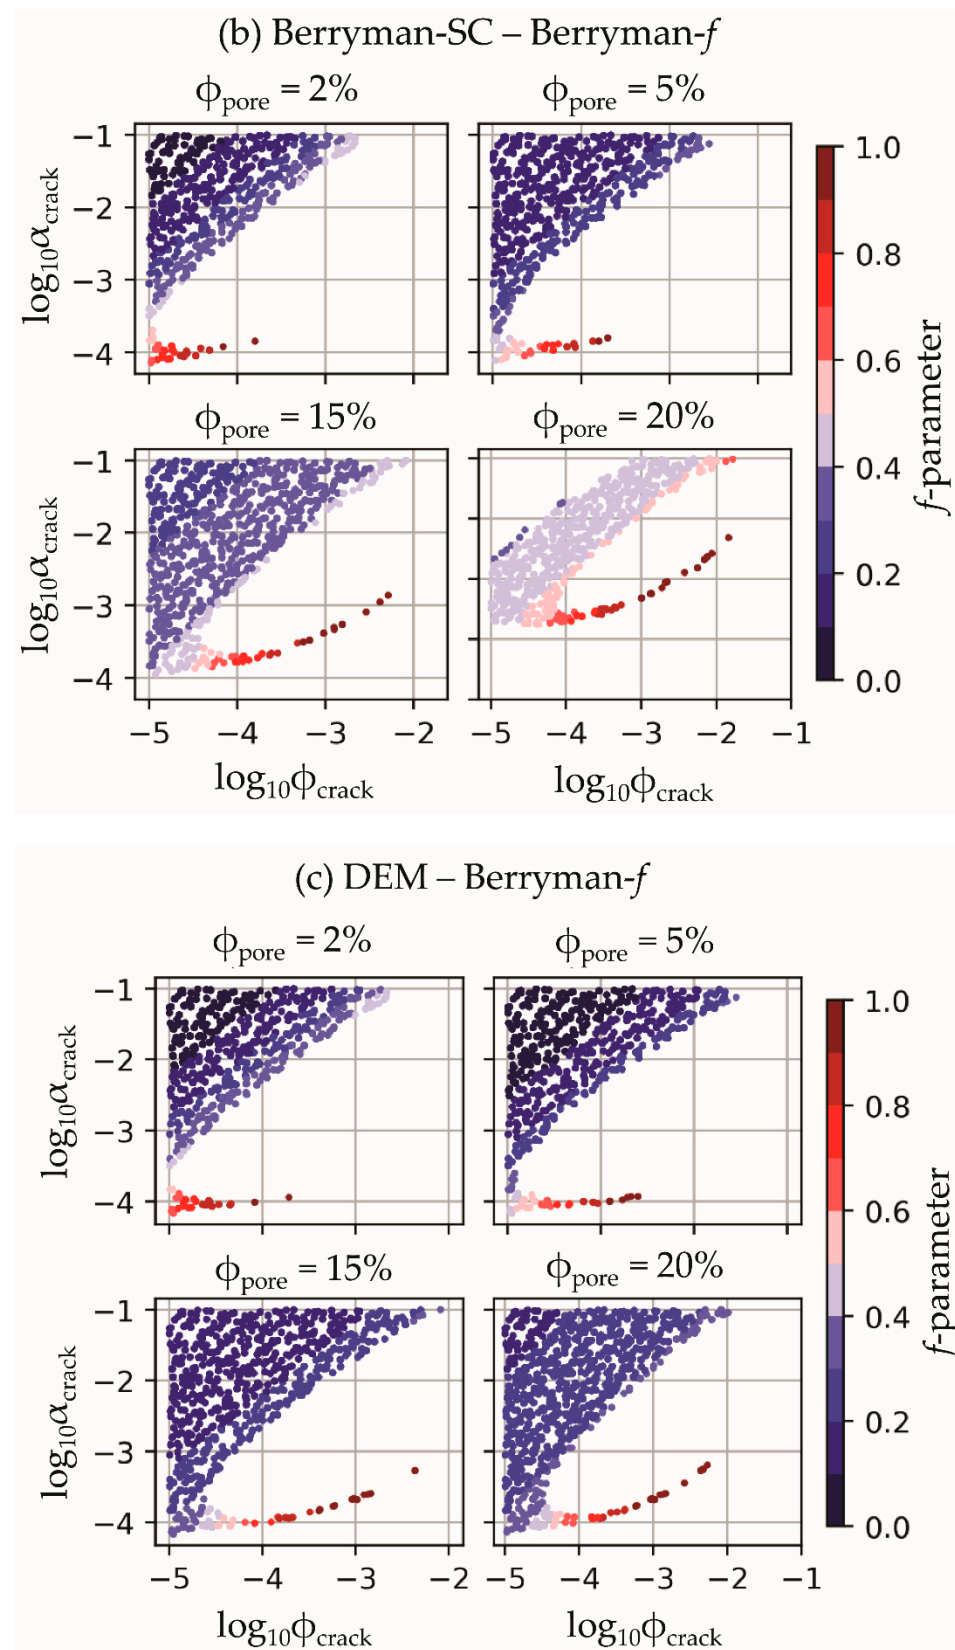 (b) Berryman-SC – Berryman-f
ϕpore = 2%
ϕpore = 5%
−1
−2
−3
−4
log10αcrack
ϕpore = 15%
ϕpore = 20%
−1
−2
−3
−4
log10αcrack
−5 −4 −3 −2
−5 −4 −3 −2 −1
log10ϕcrack
log10ϕcrack
1.0
0.8
0.6
0.4
0.2
0.0
f-parameter
(c) DEM – Berryman-f
ϕpore = 2%
ϕpore = 5%
−1
−2
−3
−4
log10αcrack
ϕpore = 15%
ϕpore = 20%
−1
−2
−3
−4
log10αcrack
−5 −4 −3 −2
−5 −4 −3 −2 −1
log10ϕcrack
log10ϕcrack
1.0
0.8
0.6
0.4
0.2
0.0
f-parameter